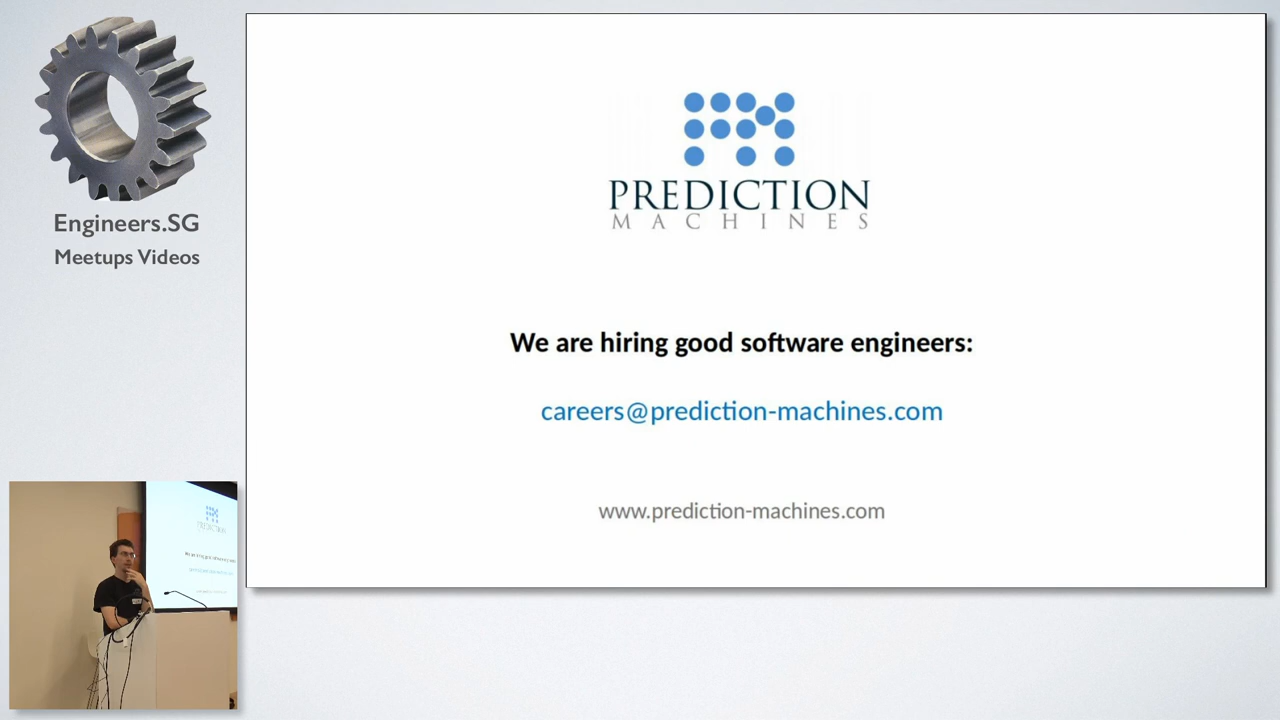 Engineers.SG
Meetups Videos
PREDICTION
MACHINES
We are hiring good software engineers:
careers@prediction-machines.com
www.prediction-machines.com